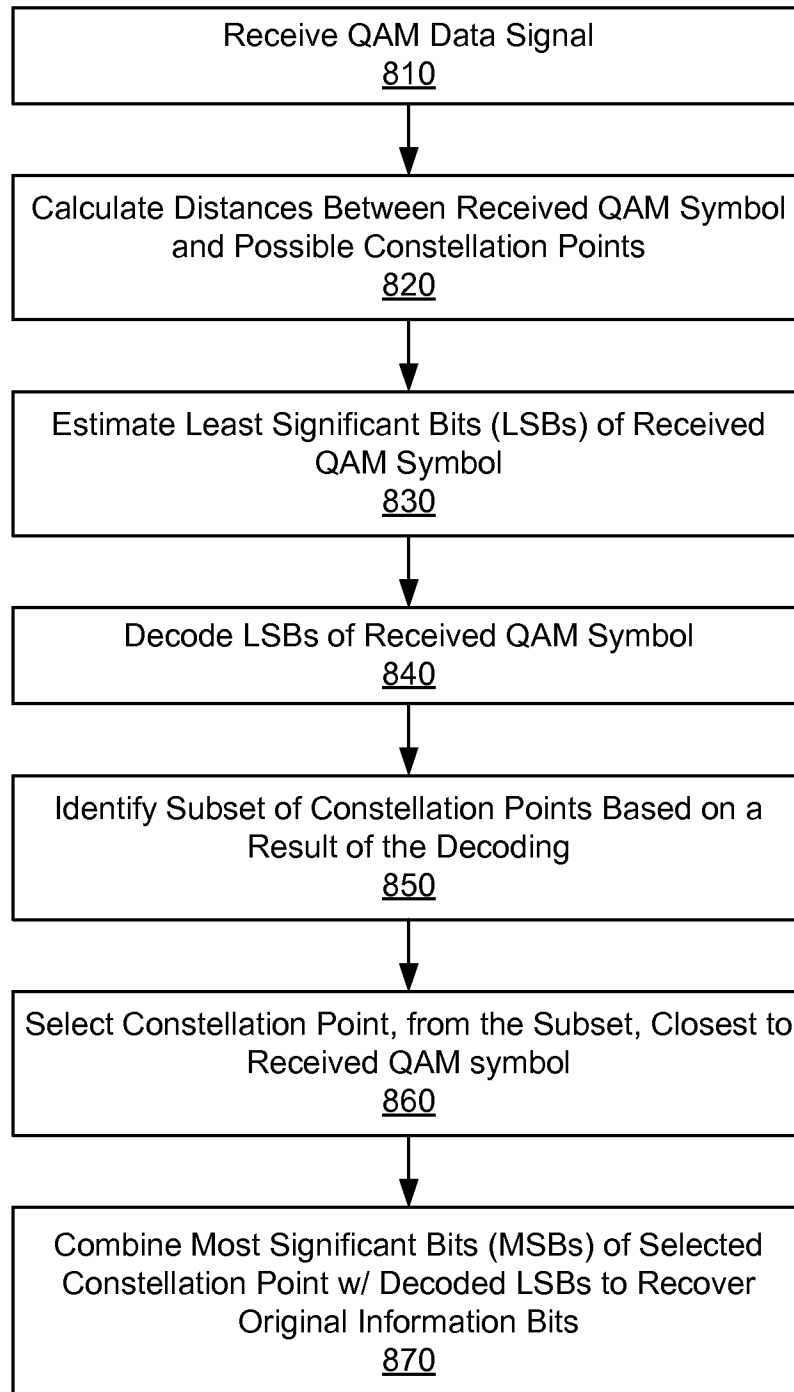 Receive QAM Data Signal
810
Calculate Distances Between Received QAM Symbol
and Possible Constellation Points
820
Estimate Least Significant Bits (LSBs) of Received
QAM Symbol
830
Decode LSBs of Received QAM Symbol
840
Identify Subset of Constellation Points Based on a
Result of the Decoding
850
Select Constellation Point, from the Subset, Closest to
Received QAM symbol
860
Combine Most Significant Bits (MSBs) of Selected
Constellation Point w/ Decoded LSBs to Recover
Original Information Bits
870